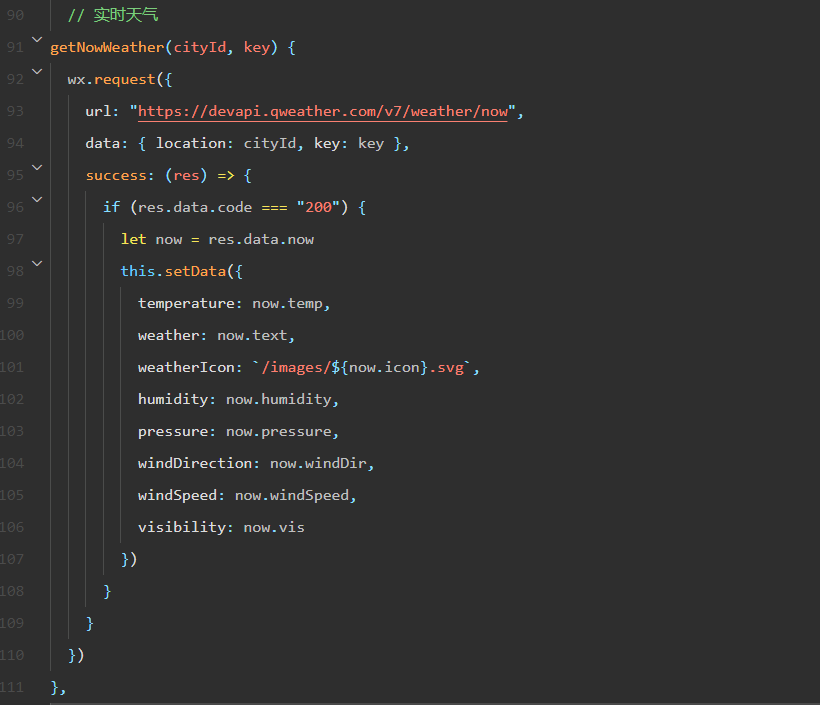 90 // 实时天气
91 getNowWeather(cityId, key) {
92 wx.request({
93 url: "https://devapi.qweather.com/v7/weather/now",
94 data: { location: cityId, key: key },
95 success: (res) => {
96 if (res.data.code === "200") {
97 let now = res.data.now
98 this.setData({
99 temperature: now.temp,
100 weather: now.text,
101 weatherIcon: `/images/${now.icon}.svg`,
102 humidity: now.humidity,
103 pressure: now.pressure,
104 windDirection: now.windDir,
105 windSpeed: now.windSpeed,
106 visibility: now.vis
107 })
108 }
109 }
110 })
111 },